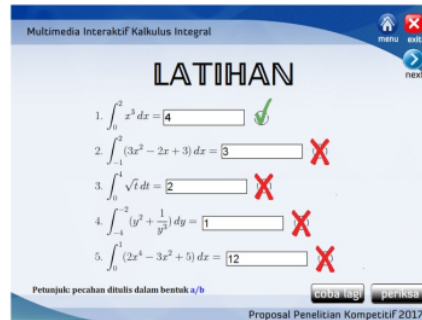 Multimedia Interaktif Kalkulus Integral
menu exit
next
LATIHAN
1. ∫₀² x³ dx = 4
2. ∫₋₁² (3x² − 2x + 3) dx = 3
3. ∫₀⁴ √t dt = 2
4. ∫₋₄⁻² (y² + 1/y³) dy = 1
5. ∫₀¹ (2x⁴ − 3x² + 5) dx = 12
Petunjuk: pecahan ditulis dalam bentuk a/b
coba lagi periksa
Proposal Penelitian Kompetitif 2017